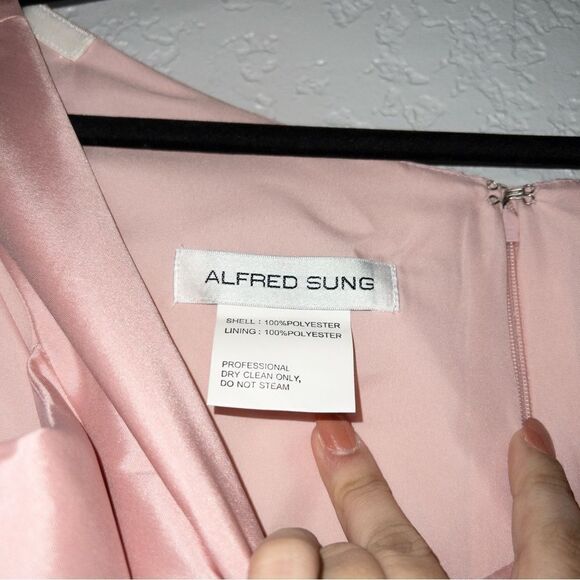 ALFRED SUNG
SHELL : 100%POLYESTER
LINING : 100%POLYESTER
PROFESSIONAL
DRY CLEAN ONLY,
DO NOT STEAM